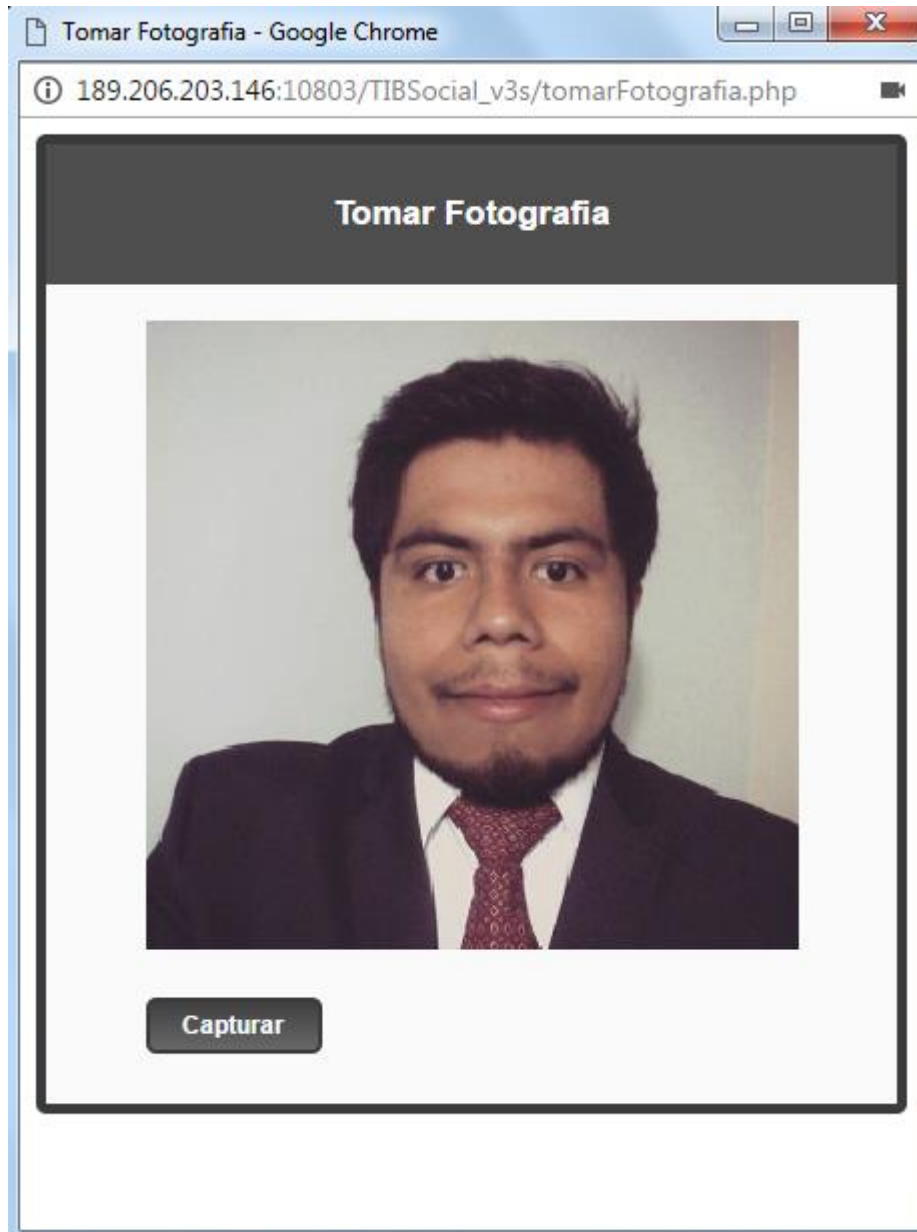 Tomar Fotografia - Google Chrome
189.206.203.146:10803/TIBSocial_v3s/tomarFotografia.php
Tomar Fotografia
Capturar